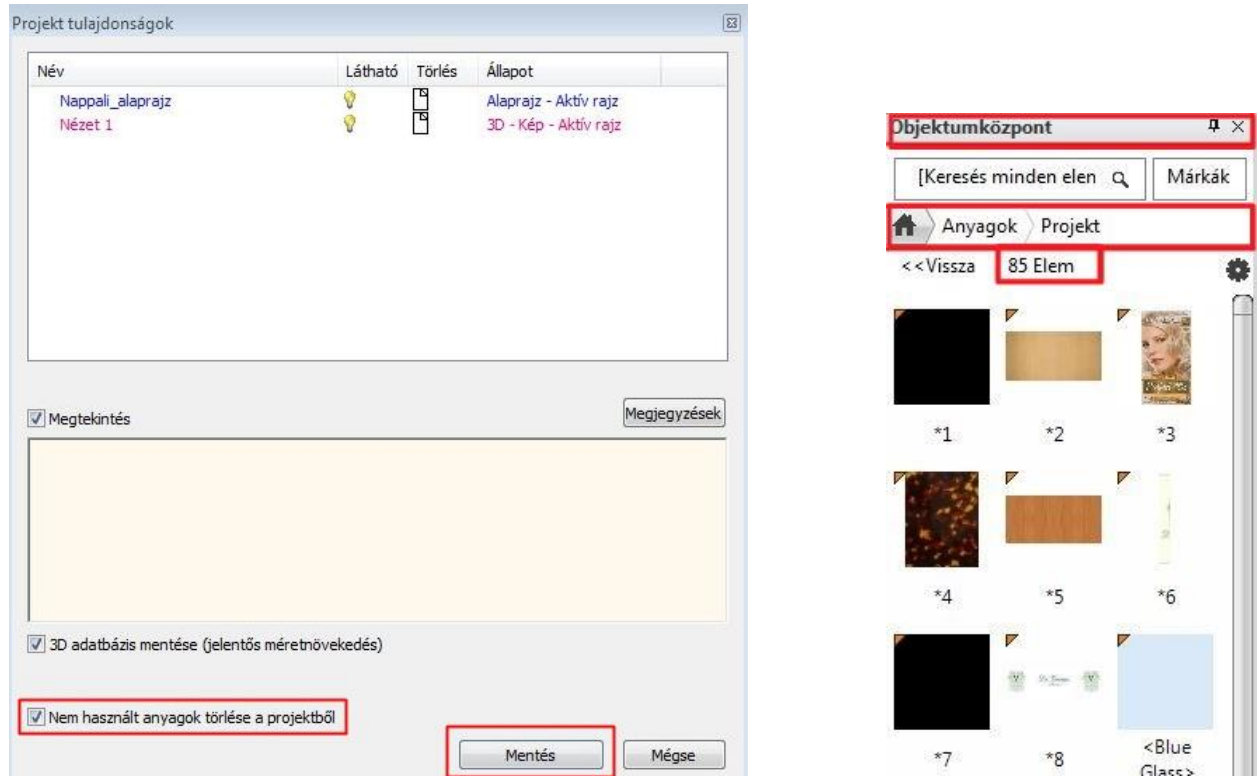 Projekt tulajdonságok
Név Látható Törlés Állapot
Nappali_alaprajz Alaprajz - Aktív rajz
Nézet 1 3D - Kép - Aktív rajz
Megtekintés Megjegyzések
3D adatbázis mentése (jelentős méretnövekedés)
Nem használt anyagok törlése a projektből
Mentés Mégse
Objektumközpont
[Keresés minden elen Márkák
Anyagok Projekt
<<Vissza 85 Elem
*1 *2 *3
*4 *5 *6
*7 *8 <Blue
Glass>